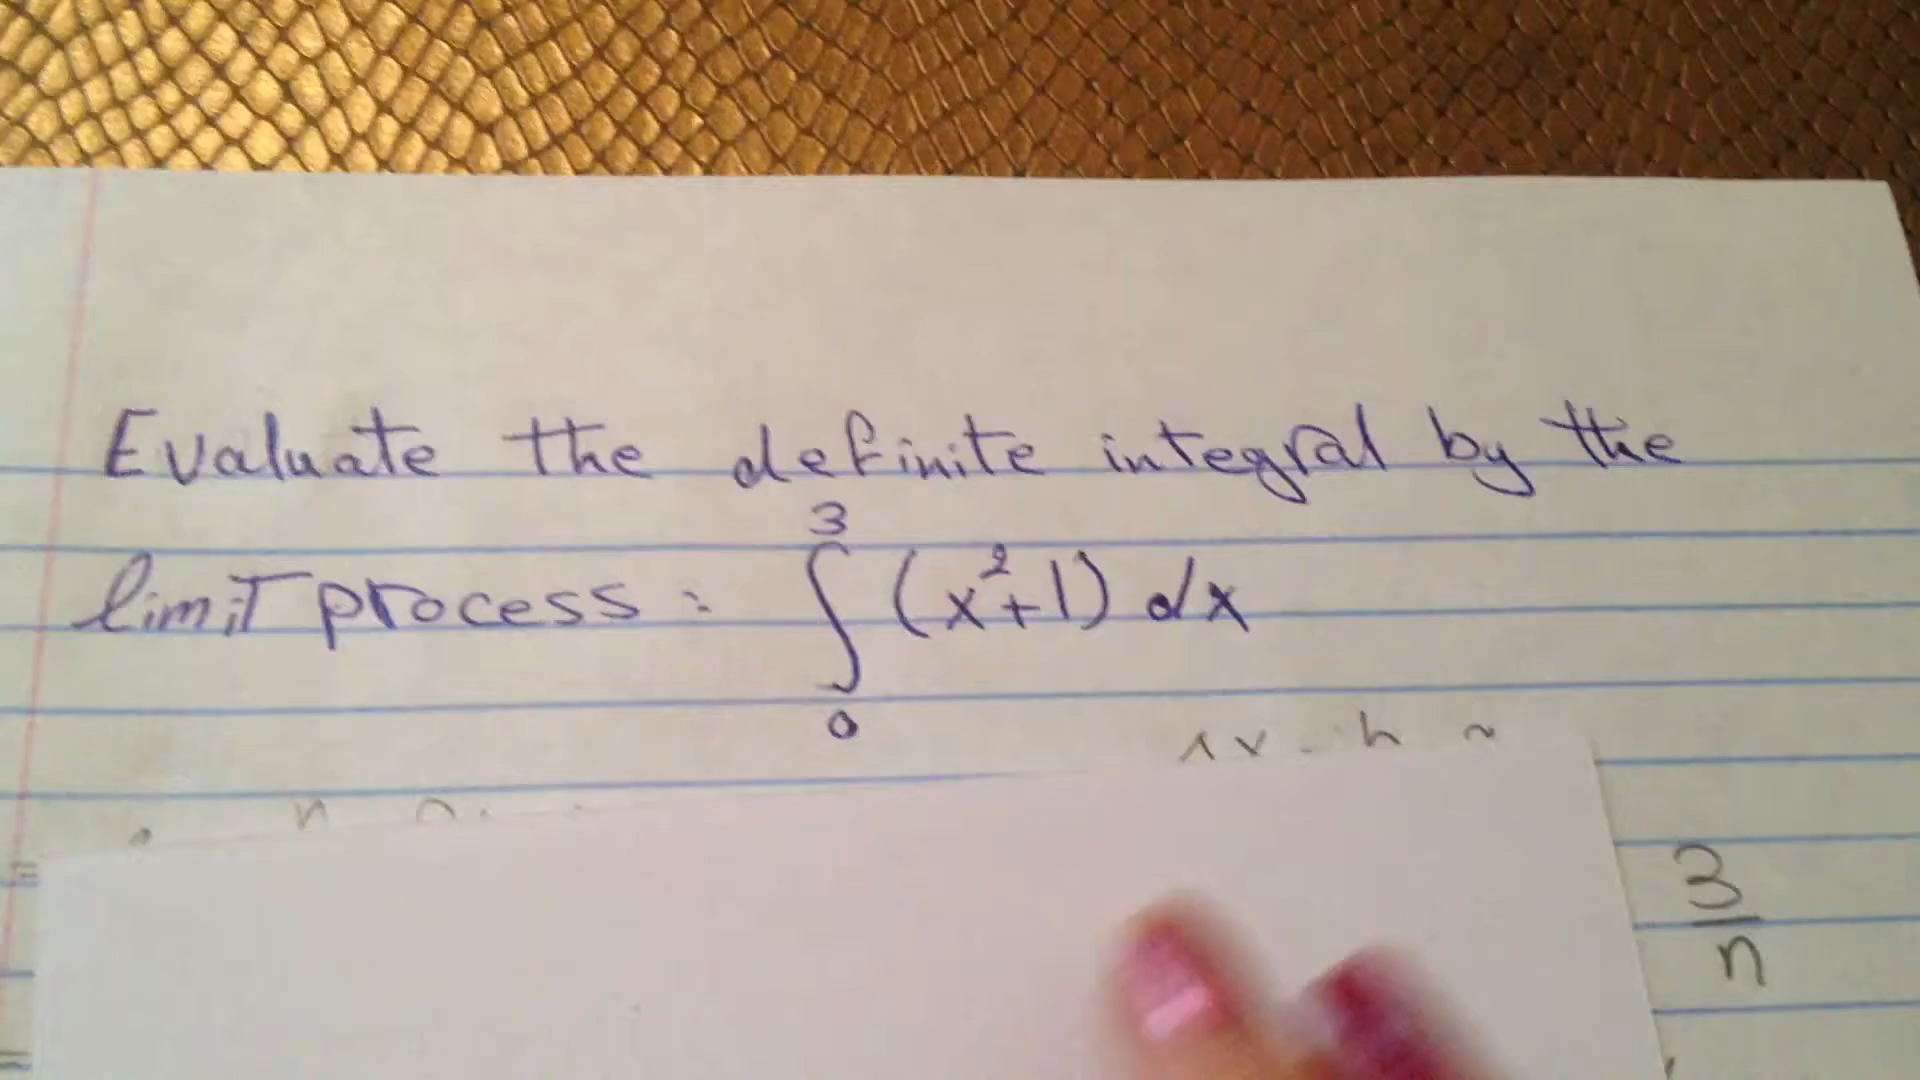 Evaluate the definite integral by the
limit process: ∫₀³ (x²+1) dx
3/n